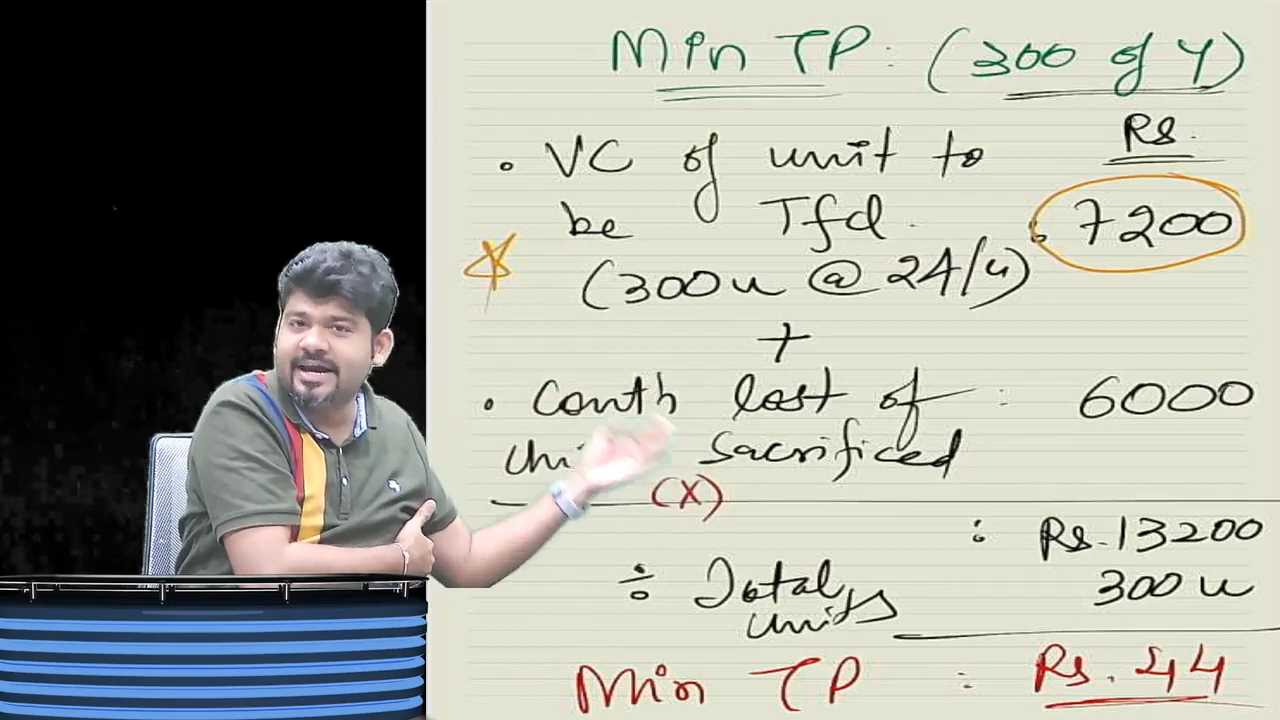 Min TP: (300 of Y)
Rs.
• VC of unit to
be Tfd. : 7200
(300u @ 24/u)
+
• Contb lost of : 6000
sacrificed
(X)
: Rs. 13200
÷ Total units 300 u
Min TP : Rs. 44